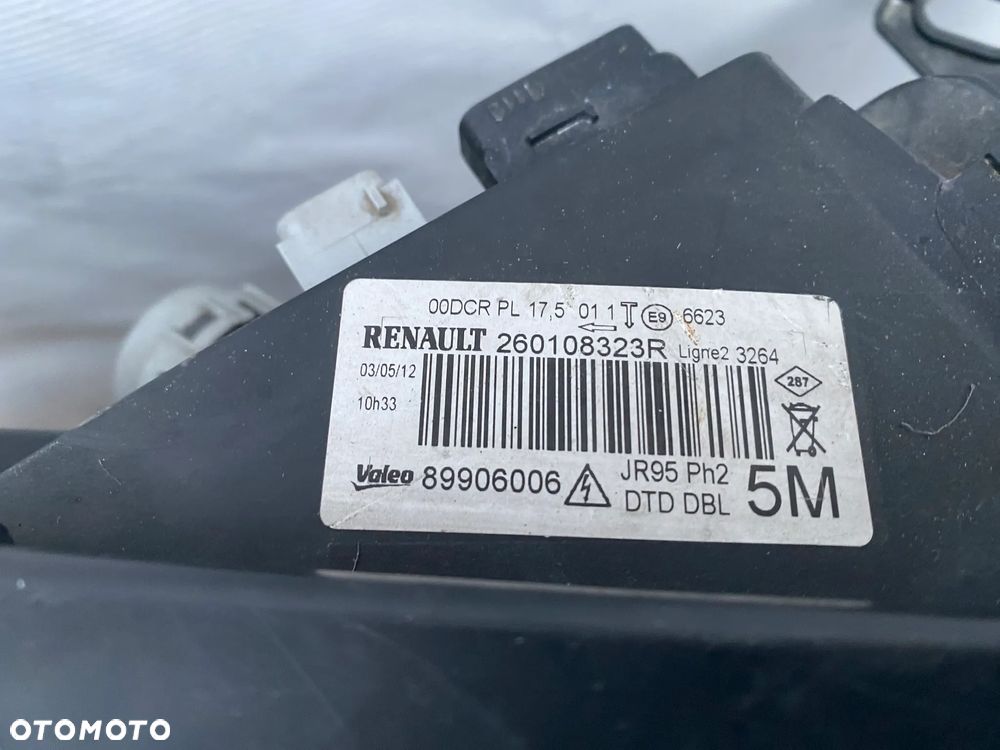 00DCR PL 17,5 01 1 E9 6623
RENAULT 260108323R Ligne2 3264
03/05/12
10h33
287
Valeo 89906006 JR95 Ph2
DTD DBL 5M
OTOMOTO